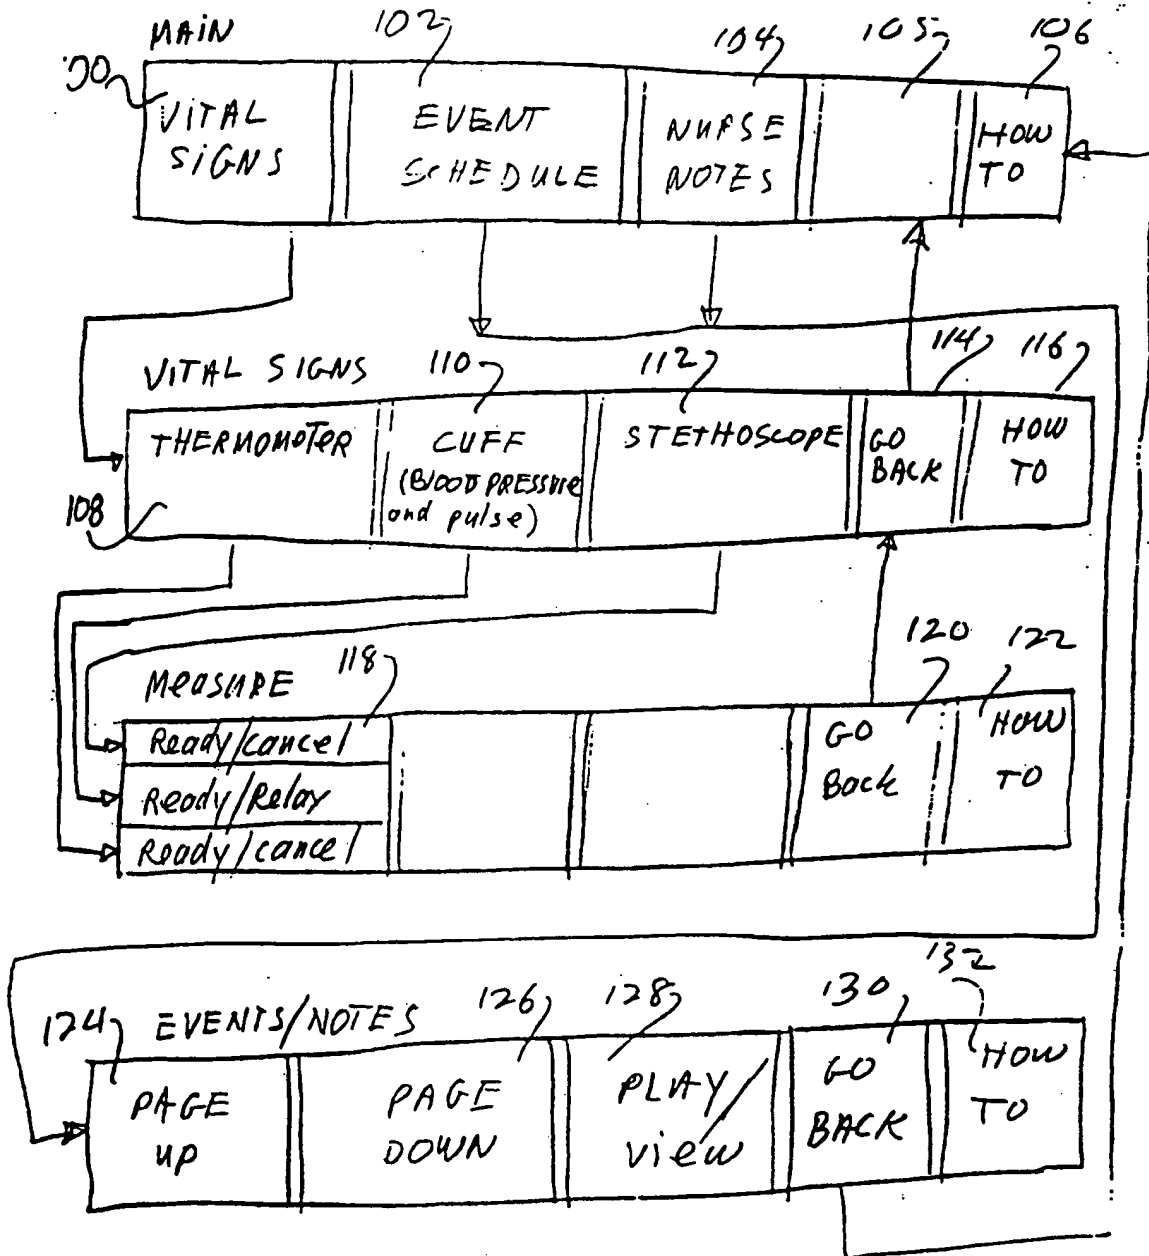 MAIN
102
104
105
106
00
VITAL
SIGNS
EVENT
SCHEDULE
NURSE
NOTES
HOW
TO
VITAL SIGNS
110
112
114
116
THERMOMOTER
CUFF
(BLOOD PRESSURE
and pulse)
STETHOSCOPE
GO
BACK
HOW
TO
108
MEASURE
118
120
122
Ready/cancel
Ready/Relay
Ready/cancel
GO
Back
HOW
TO
124
EVENTS/NOTES
126
128
130
132
PAGE
UP
PAGE
DOWN
PLAY/
view
GO
BACK
HOW
TO